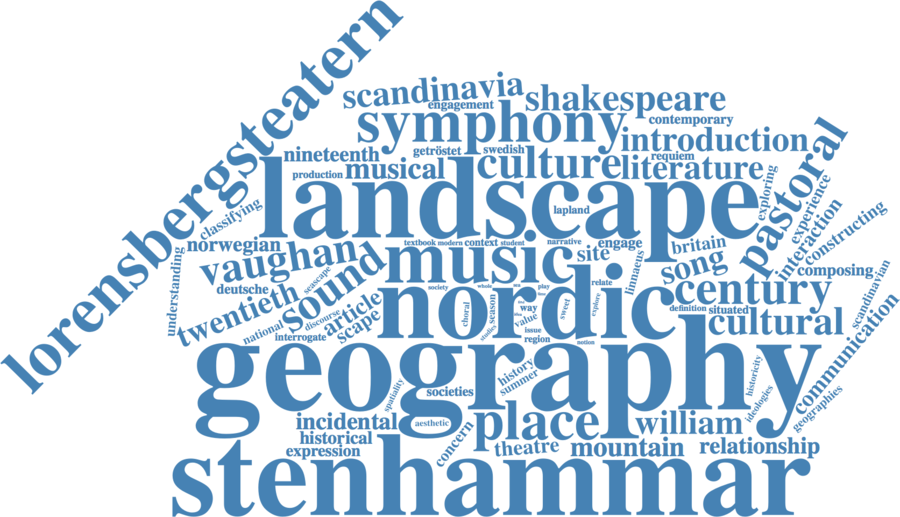 lorensbergsteatern
scandinavia
engagement
shakespeare
symphony
contemporary
introduction
nineteenth
getröstet
swedish
requiem
production
musical
culture
literature
landscape
lapland
exploring
pastoral
experience
classifying
interaction
constructing
norwegian
vaughan
textbook
modern
context
student
narrative
engage
britain
music
site
linnaeus
song
composing
scandinavian
understanding
deutsche
seascape
sound
society
whole
play
relate
century
twentieth
nordic
article
scape
discourse
national
interrogate
choral
season
studies
way
value
issue
region
sweet
explore
notion
definition
situated
cultural
communication
geography
history
summer
historicity
ideologies
geographies
spatiality
societies
incidental
aesthetic
place
william
historical
expression
concern
theatre
mountain
relationship
stenhammar